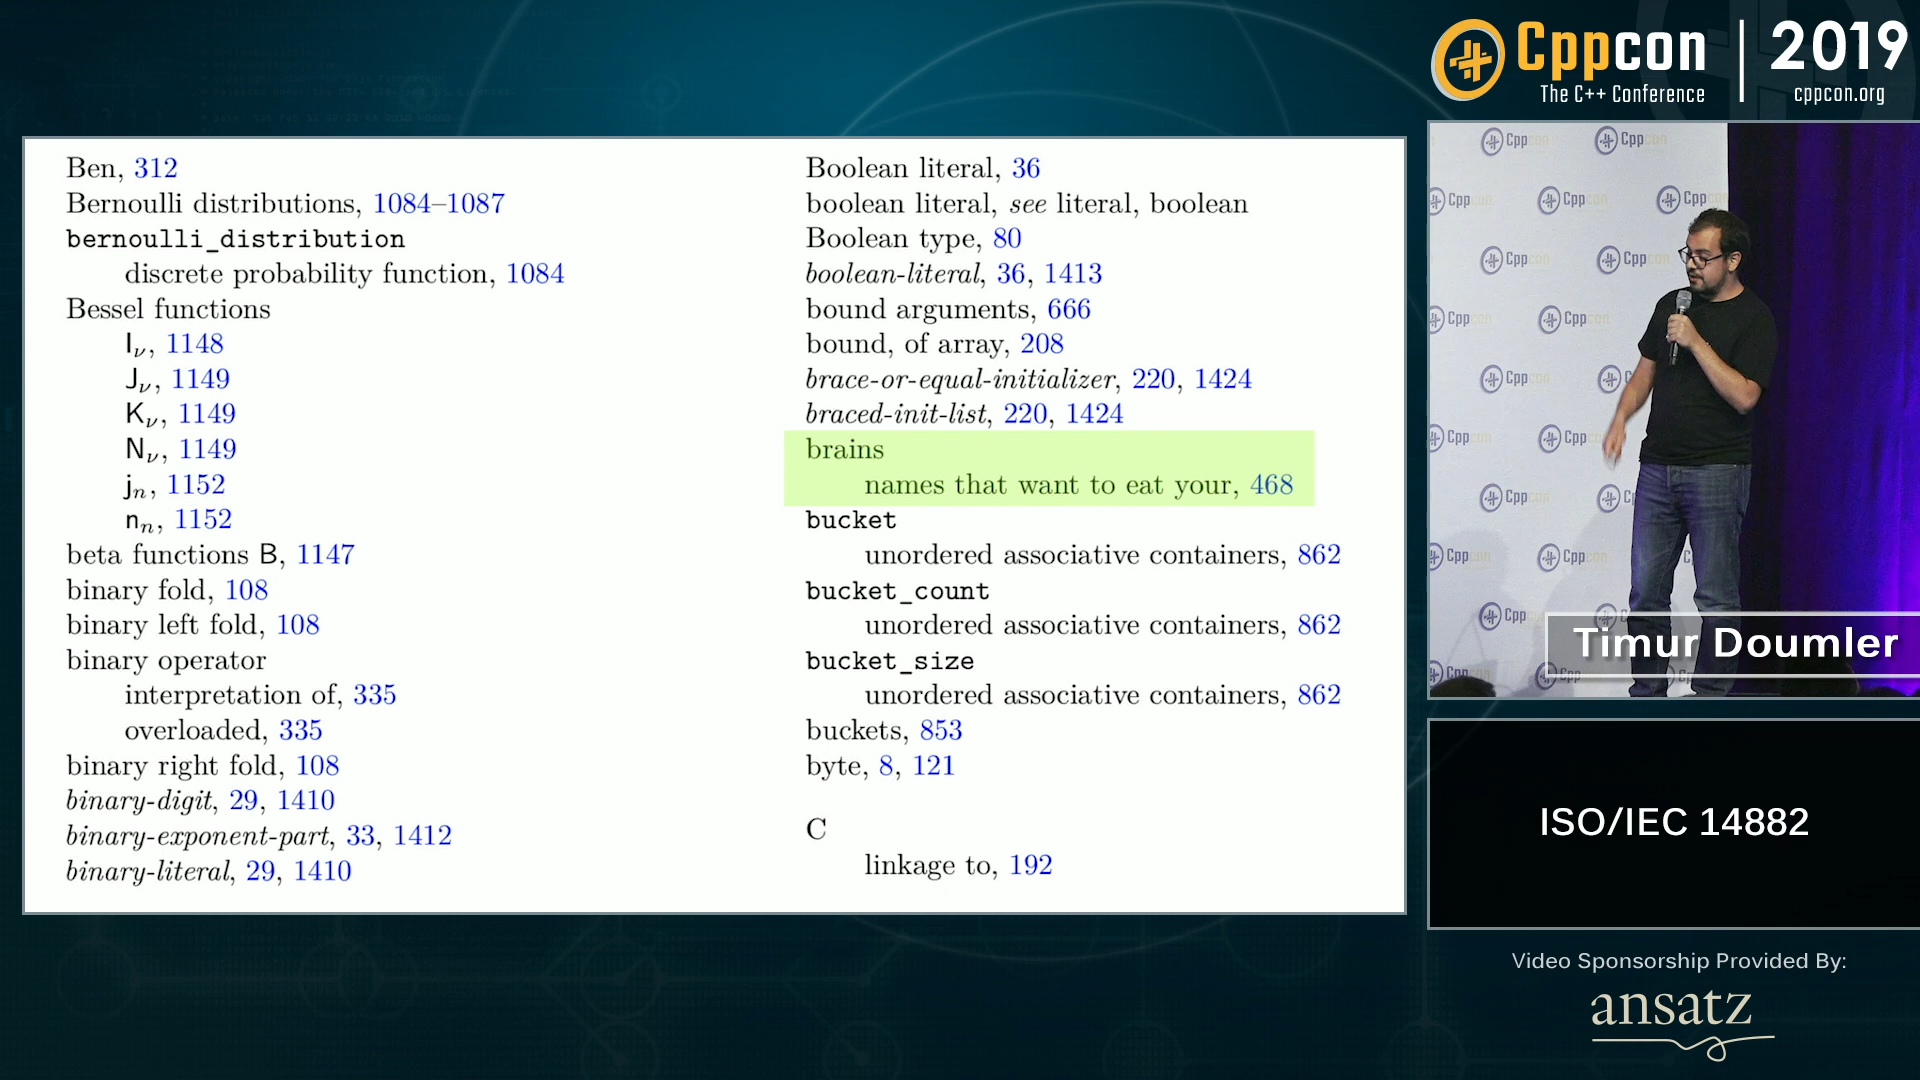 Cppcon
The C++ Conference
2019
cppcon.org
Ben, 312
Bernoulli distributions, 1084–1087
bernoulli_distribution
discrete probability function, 1084
Bessel functions
Iν, 1148
Jν, 1149
Kν, 1149
Nν, 1149
jn, 1152
nn, 1152
beta functions B, 1147
binary fold, 108
binary left fold, 108
binary operator
interpretation of, 335
overloaded, 335
binary right fold, 108
binary-digit, 29, 1410
binary-exponent-part, 33, 1412
binary-literal, 29, 1410
Boolean literal, 36
boolean literal, see literal, boolean
Boolean type, 80
boolean-literal, 36, 1413
bound arguments, 666
bound, of array, 208
brace-or-equal-initializer, 220, 1424
braced-init-list, 220, 1424
brains
names that want to eat your, 468
bucket
unordered associative containers, 862
bucket_count
unordered associative containers, 862
bucket_size
unordered associative containers, 862
buckets, 853
byte, 8, 121
C
linkage to, 192
Timur Doumler
ISO/IEC 14882
Video Sponsorship Provided By:
ansatz